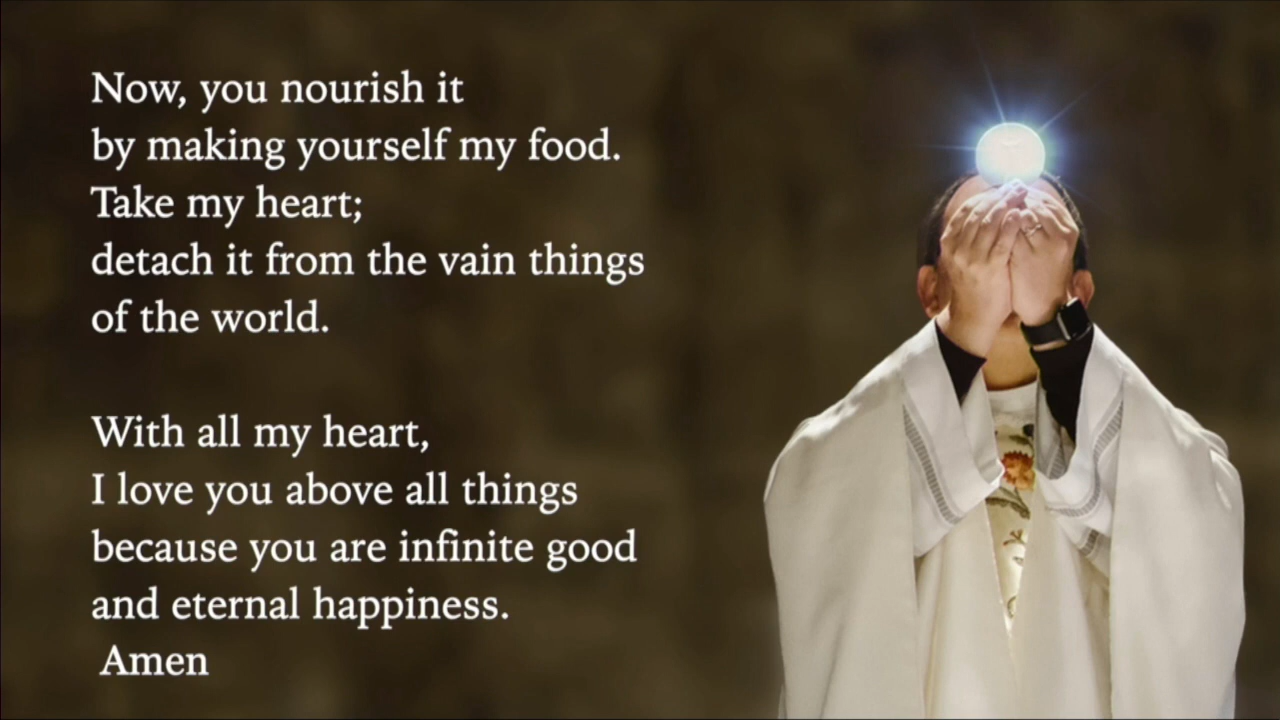 Now, you nourish it
by making yourself my food.
Take my heart;
detach it from the vain things
of the world.
With all my heart,
I love you above all things
because you are infinite good
and eternal happiness.
Amen